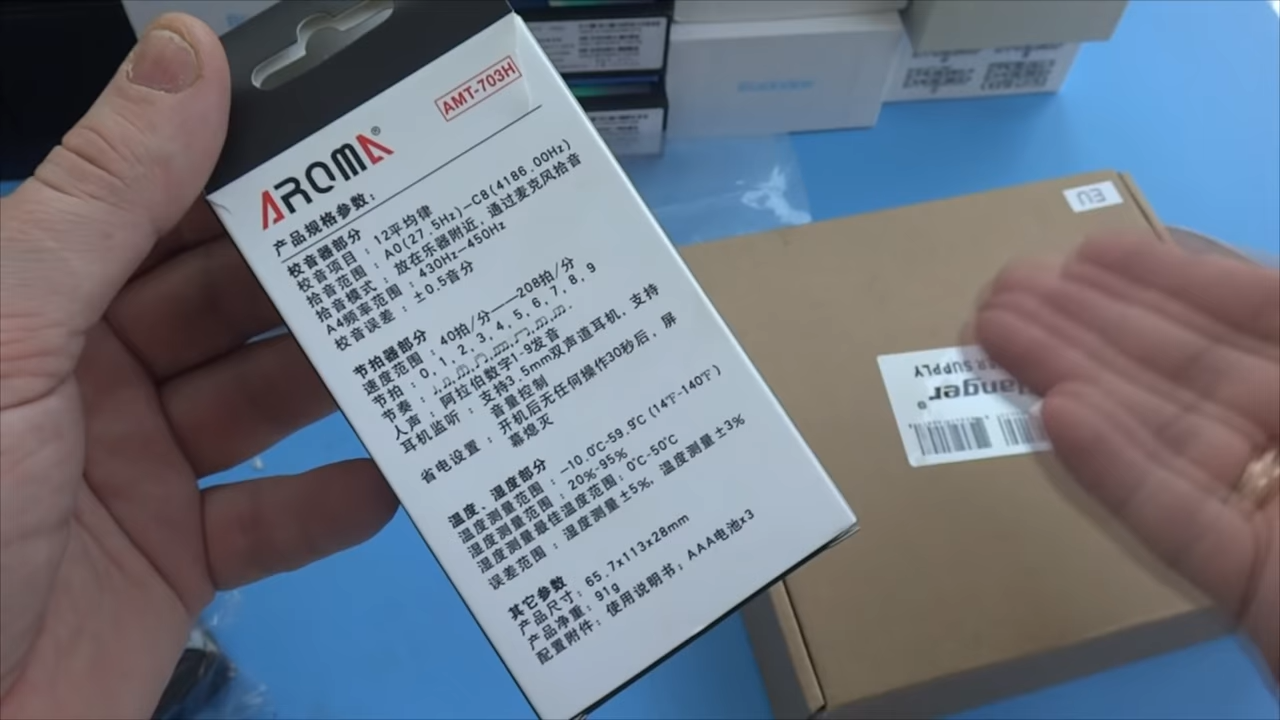 AMT-703H
AROMA®
产品规格参数:
校音器部分
校音项目: 12平均律
拾音范围: A0(27.5Hz)-C8(4186.00Hz)
拾音模式: 放在乐器附近, 通过麦克风拾音
A4频率范围: 430Hz-450Hz
校音误差: ±0.5音分
节拍器部分
速度范围: 40拍/分——208拍/分
节拍: 0, 1, 2, 3, 4, 5, 6, 7, 8, 9
节奏:
人声: 阿拉伯数字1-9发音
耳机监听: 支持3.5mm双声道耳机, 支持
音量控制
省电设置: 开机后无任何操作30秒后, 屏
幕熄灭
温度、湿度部分
温度测量范围: -10.0℃-59.9℃ (14℉-140℉)
湿度测量范围: 20%-95%
湿度测量最佳温度范围: 0℃-50℃
误差范围: 湿度测量±5%, 温度测量±3%
其它参数
产品尺寸: 65.7x113x28mm
产品净重: 91g
配置附件: 使用说明书; AAA电池x3
EU
langer®
R SUPPLY